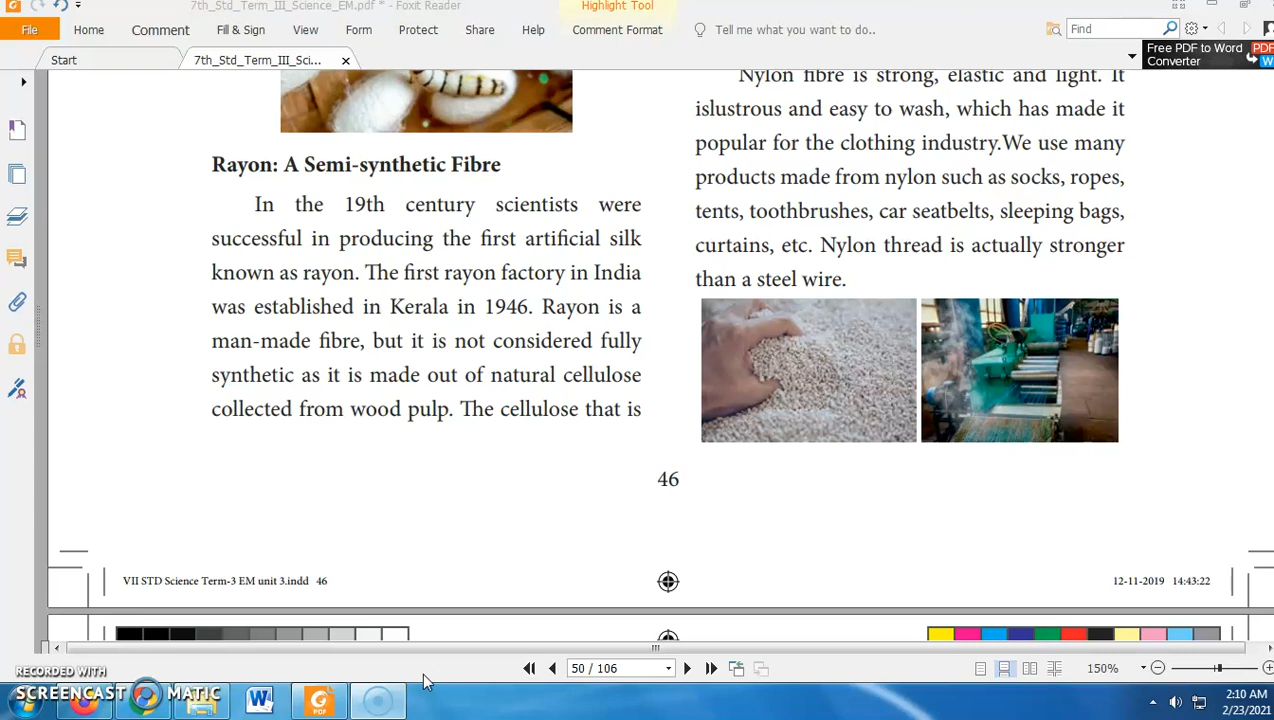 7th_Std_Term_III_Science_EM.pdf * - Foxit Reader
Highlight Tool
File
Home
Comment
Fill & Sign
View
Form
Protect
Share
Help
Comment Format
Tell me what you want to do..
Find
Start
7th_Std_Term_III_Sci...
Free PDF to Word
Converter
PDF
W
Rayon: A Semi-synthetic Fibre
In the 19th century scientists were
successful in producing the first artificial silk
known as rayon. The first rayon factory in India
was established in Kerala in 1946. Rayon is a
man-made fibre, but it is not considered fully
synthetic as it is made out of natural cellulose
collected from wood pulp. The cellulose that is
Nylon fibre is strong, elastic and light. It
islustrous and easy to wash, which has made it
popular for the clothing industry.We use many
products made from nylon such as socks, ropes,
tents, toothbrushes, car seatbelts, sleeping bags,
curtains, etc. Nylon thread is actually stronger
than a steel wire.
46
VII STD Science Term-3 EM unit 3.indd 46
12-11-2019 14:43:22
50 / 106
150%
RECORDED WITH
SCREENCAST MATIC
W
PDF
2:10 AM
2/23/2021